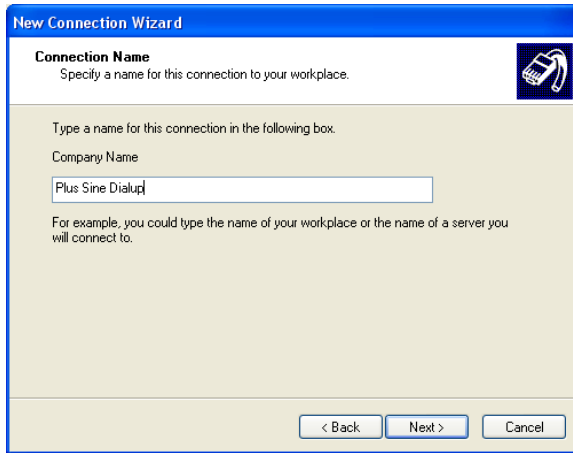 New Connection Wizard
Connection Name
Specify a name for this connection to your workplace.
Type a name for this connection in the following box.
Company Name
Plus Sine Dialup
For example, you could type the name of your workplace or the name of a server you
will connect to.
< Back Next > Cancel